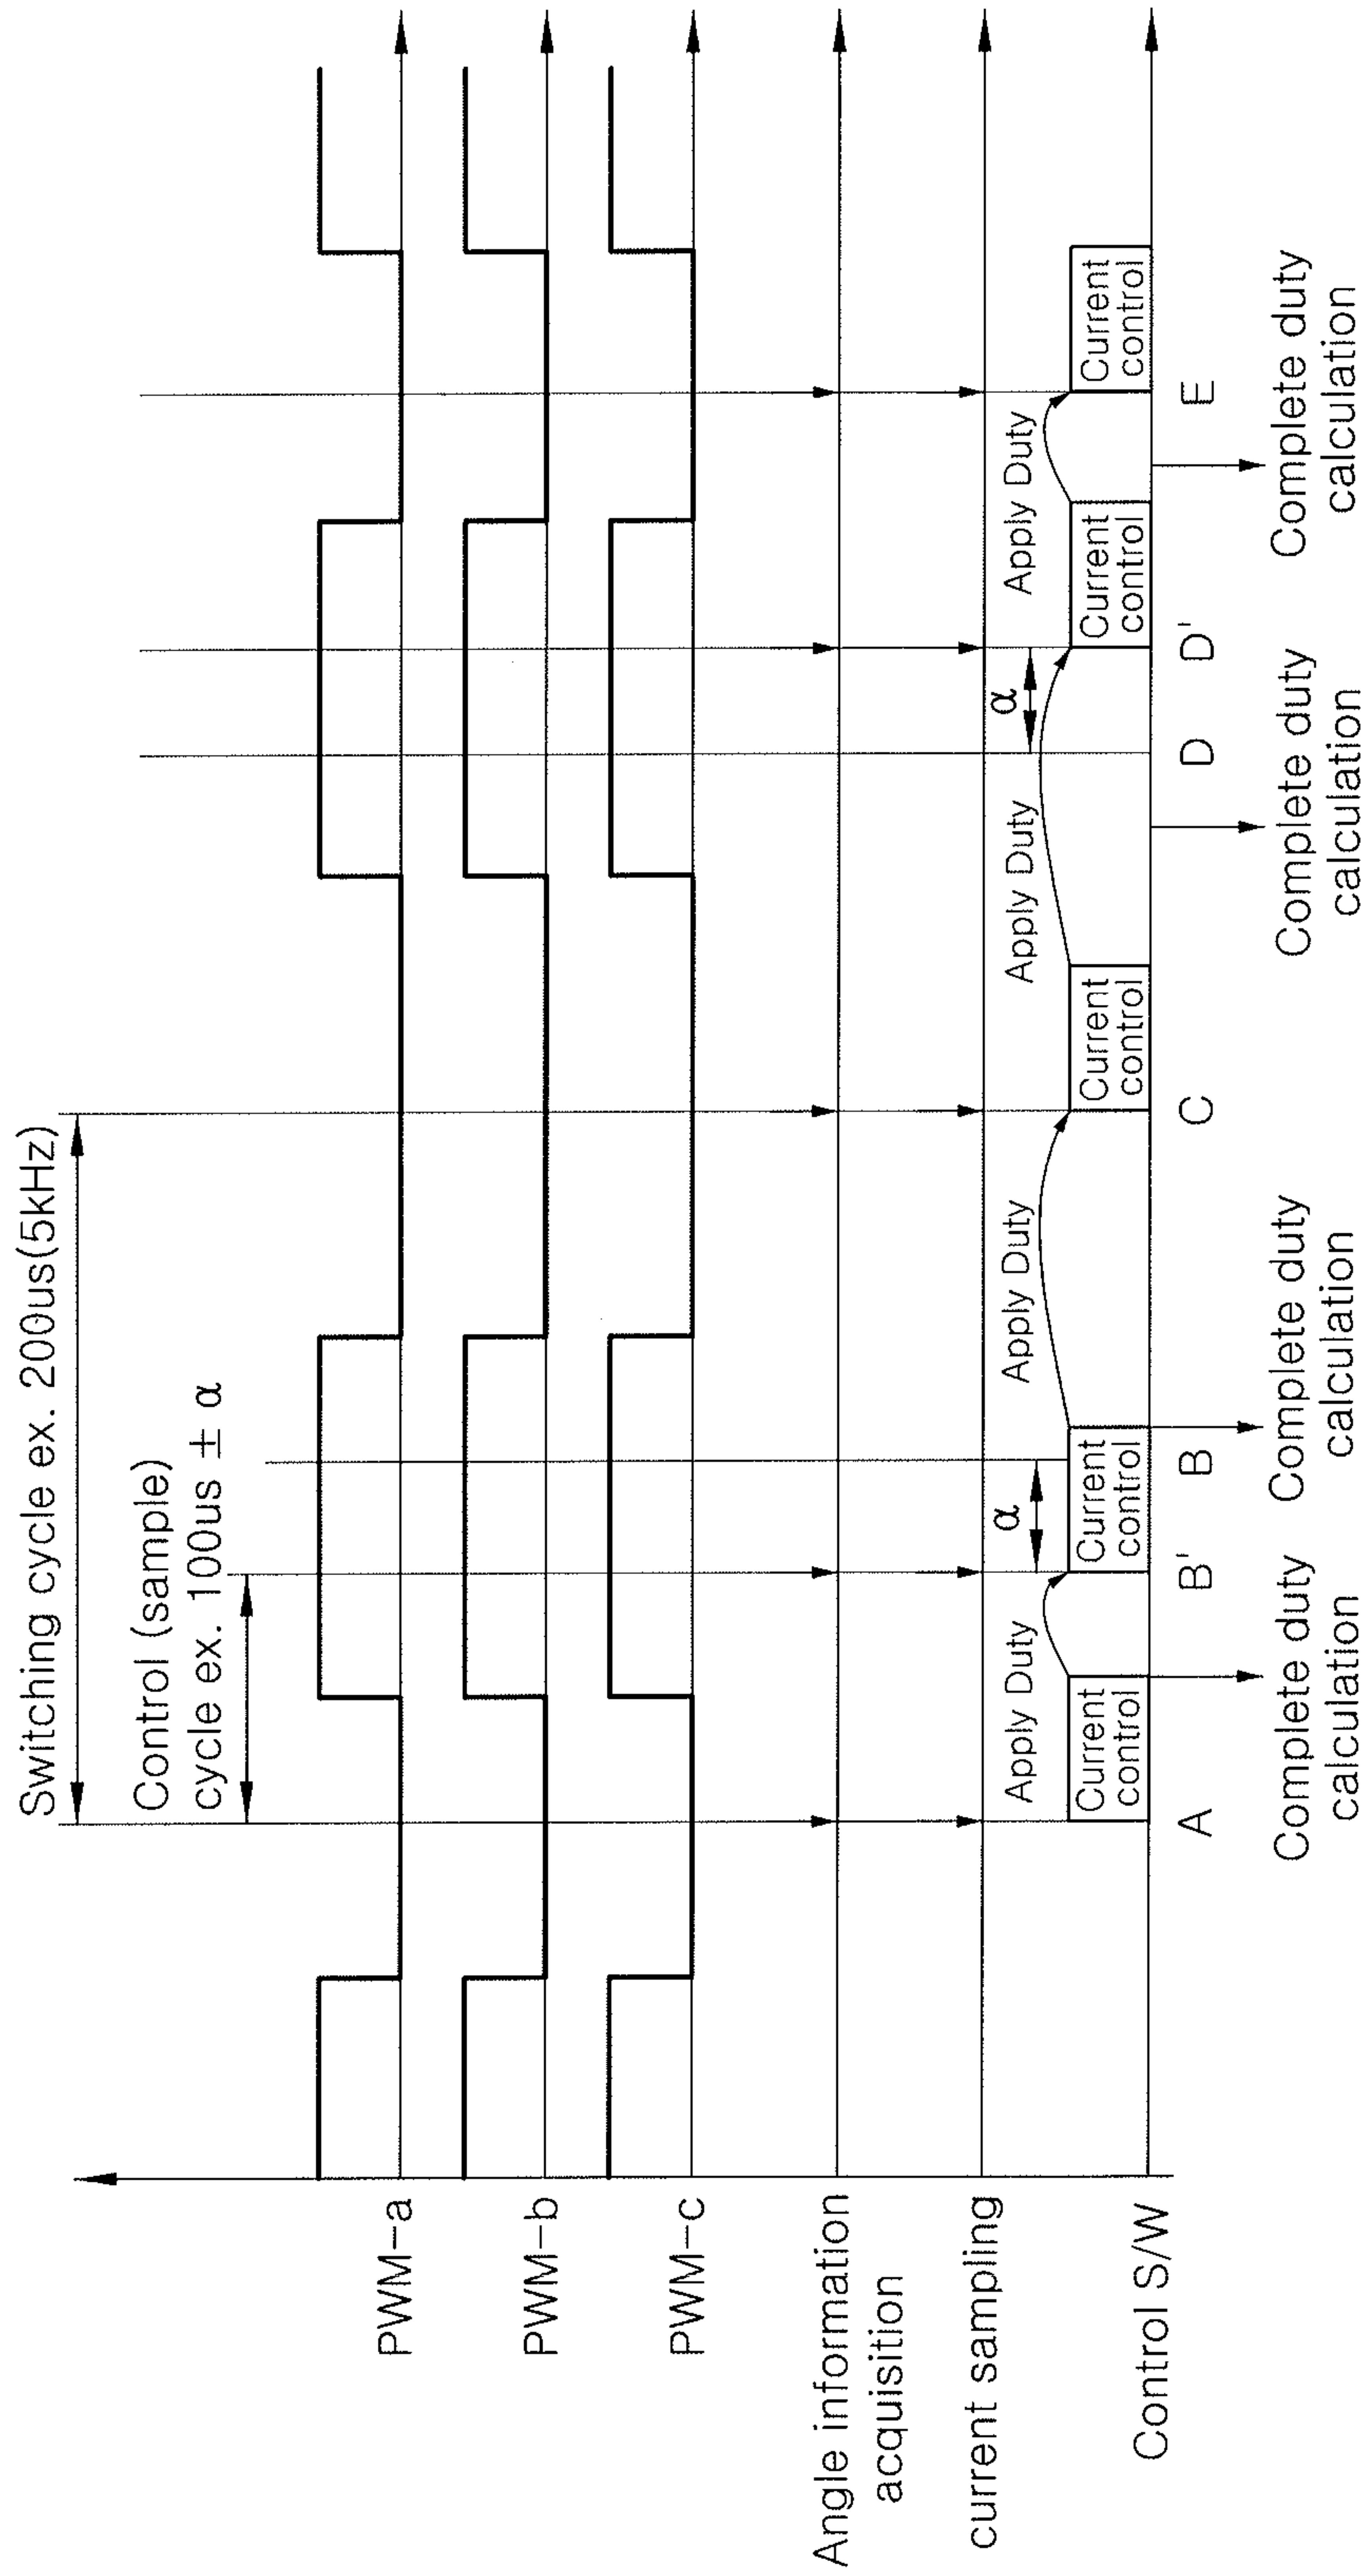 Switching cycle ex. 200us(5kHz)
Control (sample)
cycle ex. 100us ± α
PWM-a
PWM-b
PWM-c
Angle information
acquisition
current sampling
Control S/W
Apply Duty
α
Apply Duty
Apply Duty
α
Apply Duty
Current
control
Current
control
Current
control
Current
control
Current
control
A
B'
B
C
D
D'
E
Complete duty
calculation
Complete duty
calculation
Complete duty
calculation
Complete duty
calculation